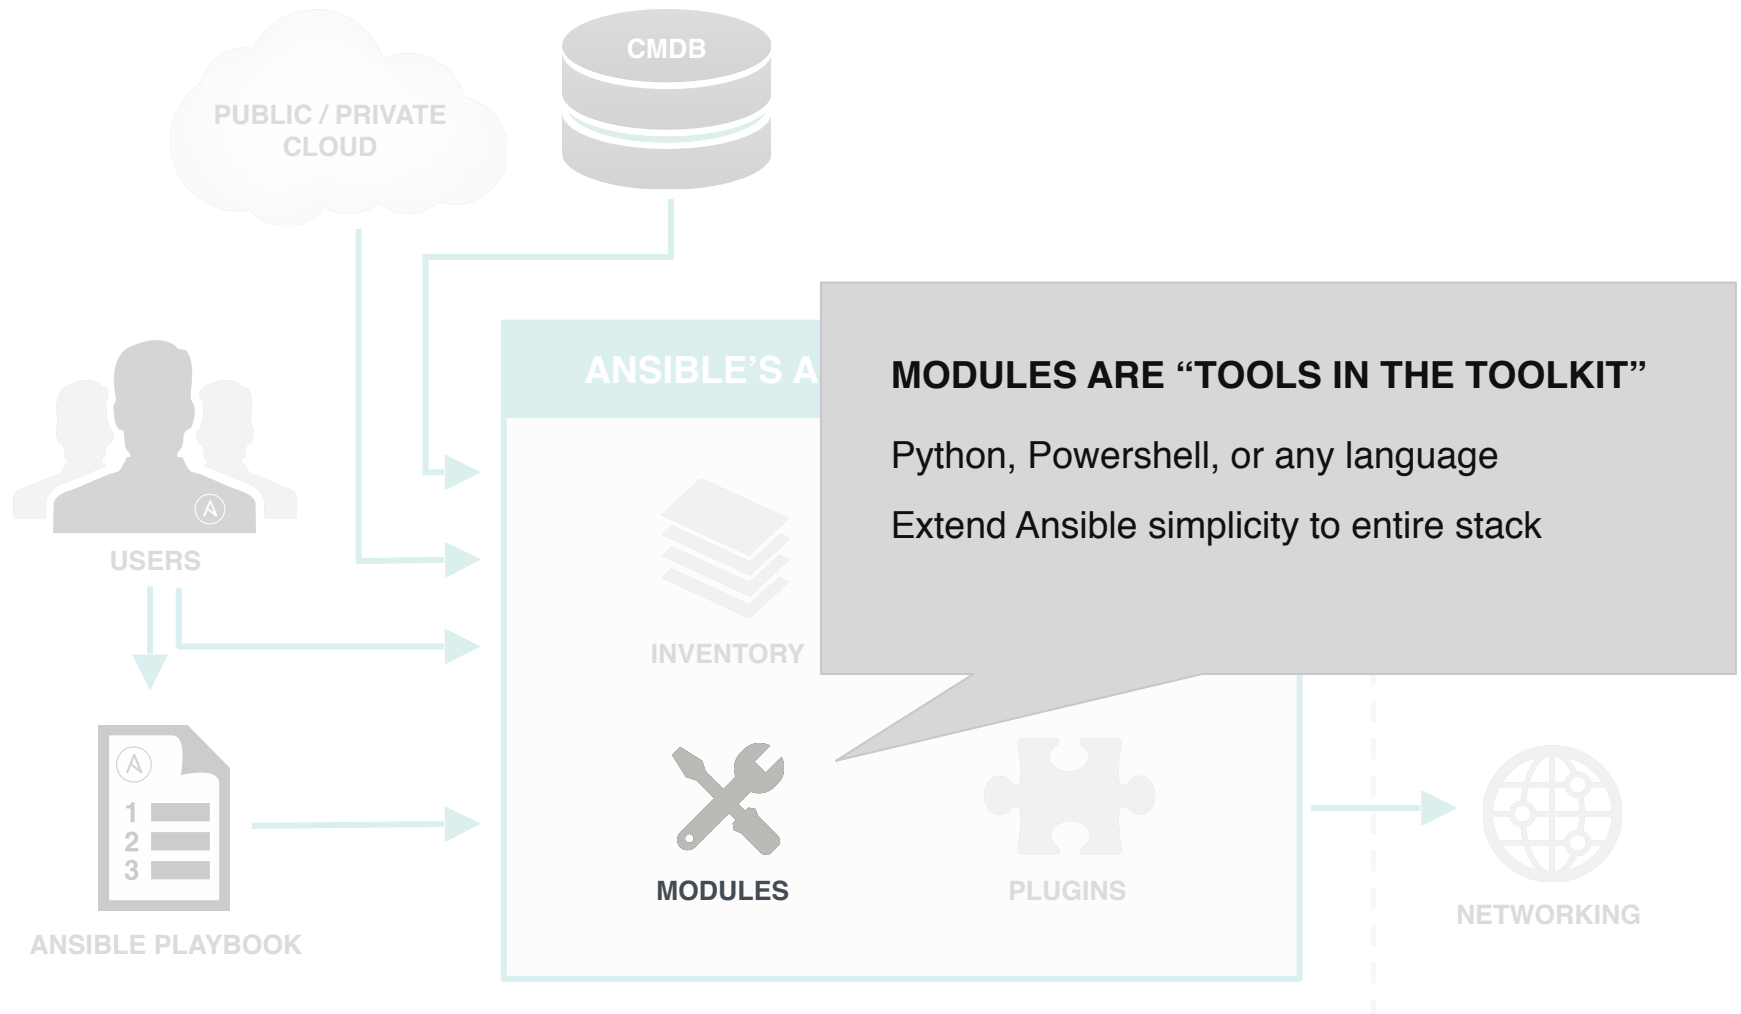 CMDB
PUBLIC / PRIVATE
CLOUD
ANSIBLE’S A
MODULES ARE “TOOLS IN THE TOOLKIT”
Python, Powershell, or any language
Extend Ansible simplicity to entire stack
USERS
INVENTORY
1
2
3
MODULES
PLUGINS
NETWORKING
ANSIBLE PLAYBOOK